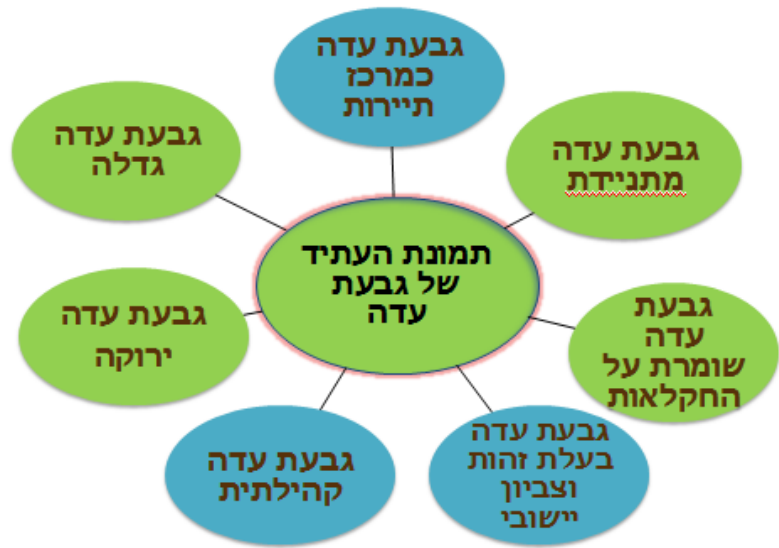 גבעת עדה
כמרכז
תיירות
גבעת עדה
מתניידת
גבעת
עדה
שומרת על
החקלאות
גבעת עדה
בעלת זהות
וצביון
יישובי
גבעת עדה
קהילתית
גבעת עדה
ירוקה
גבעת עדה
גדלה
תמונת העתיד
של גבעת
עדה